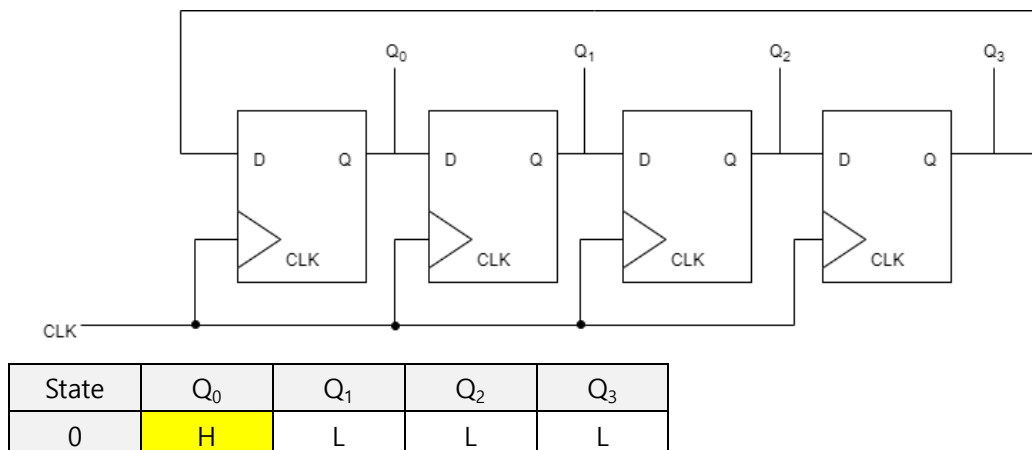 Q₀ Q₁ Q₂ Q₃
D Q D Q D Q D Q
CLK CLK CLK CLK
CLK
State Q₀ Q₁ Q₂ Q₃
0 H L L L